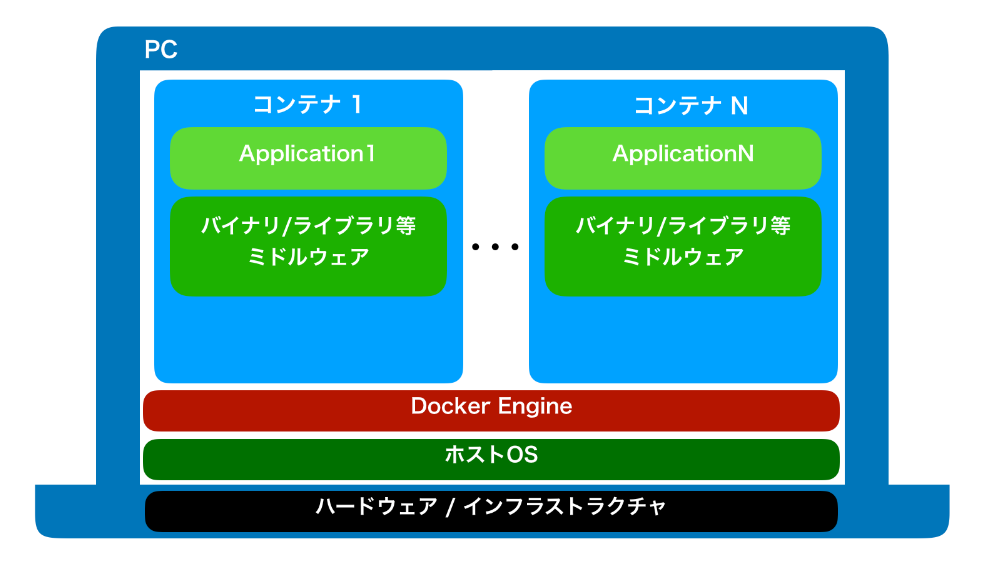 PC
コンテナ 1
Application1
バイナリ/ライブラリ等
ミドルウェア
・・・
コンテナ N
ApplicationN
バイナリ/ライブラリ等
ミドルウェア
Docker Engine
ホストOS
ハードウェア / インフラストラクチャ